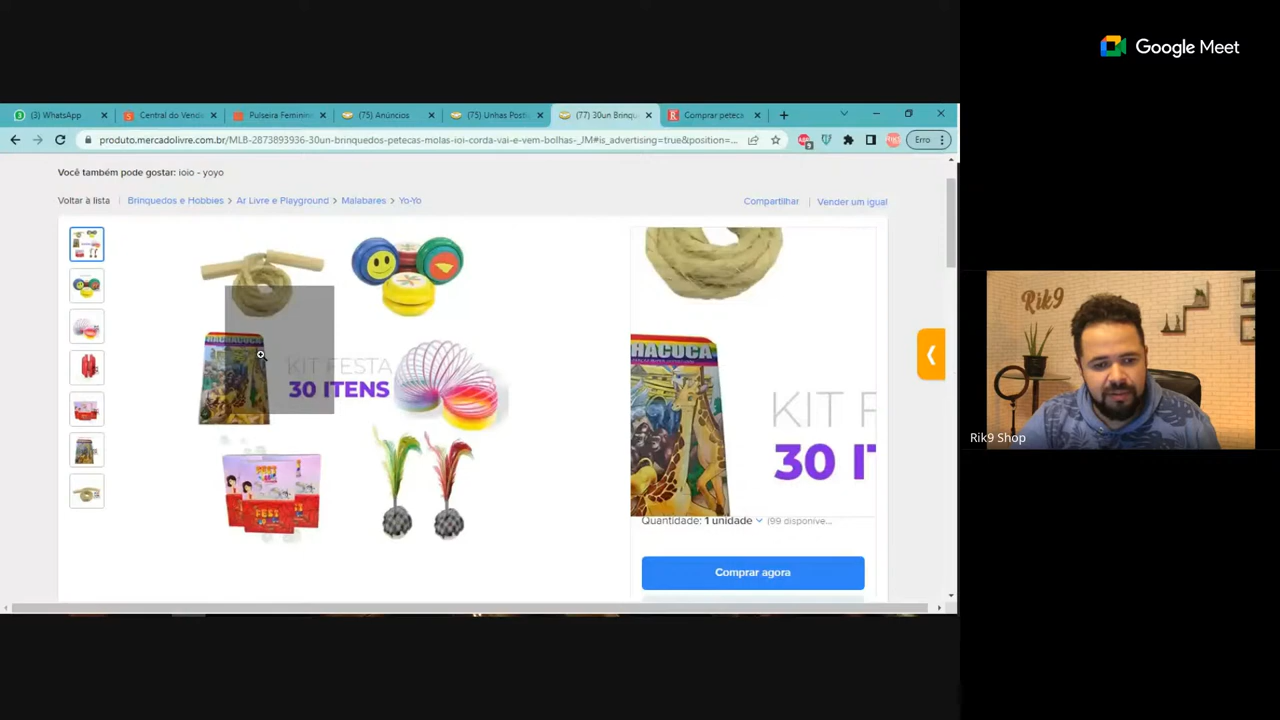 Google Meet
(3) WhatsApp
Central do Vende
Pulseira Feminin
(75) Anúncios
(75) Unhas Posti
(77) 30un Brinqu
Comprar peteca
produto.mercadolivre.com.br/MLB-2873893936-30un-brinquedos-petecas-molas-ioi-corda-vai-e-vem-bolhas-_JM#is_advertising=true&position=...
Erro
Você também pode gostar: ioio - yoyo
Voltar à lista
Brinquedos e Hobbies > Ar Livre e Playground > Malabares > Yo-Yo
Compartilhar
Vender um igual
KIT FESTA
30 ITENS
HACUCA
KIT F
30 IT
Quantidade: 1 unidade (99 disponíve...
Comprar agora
Rik9
Rik9 Shop